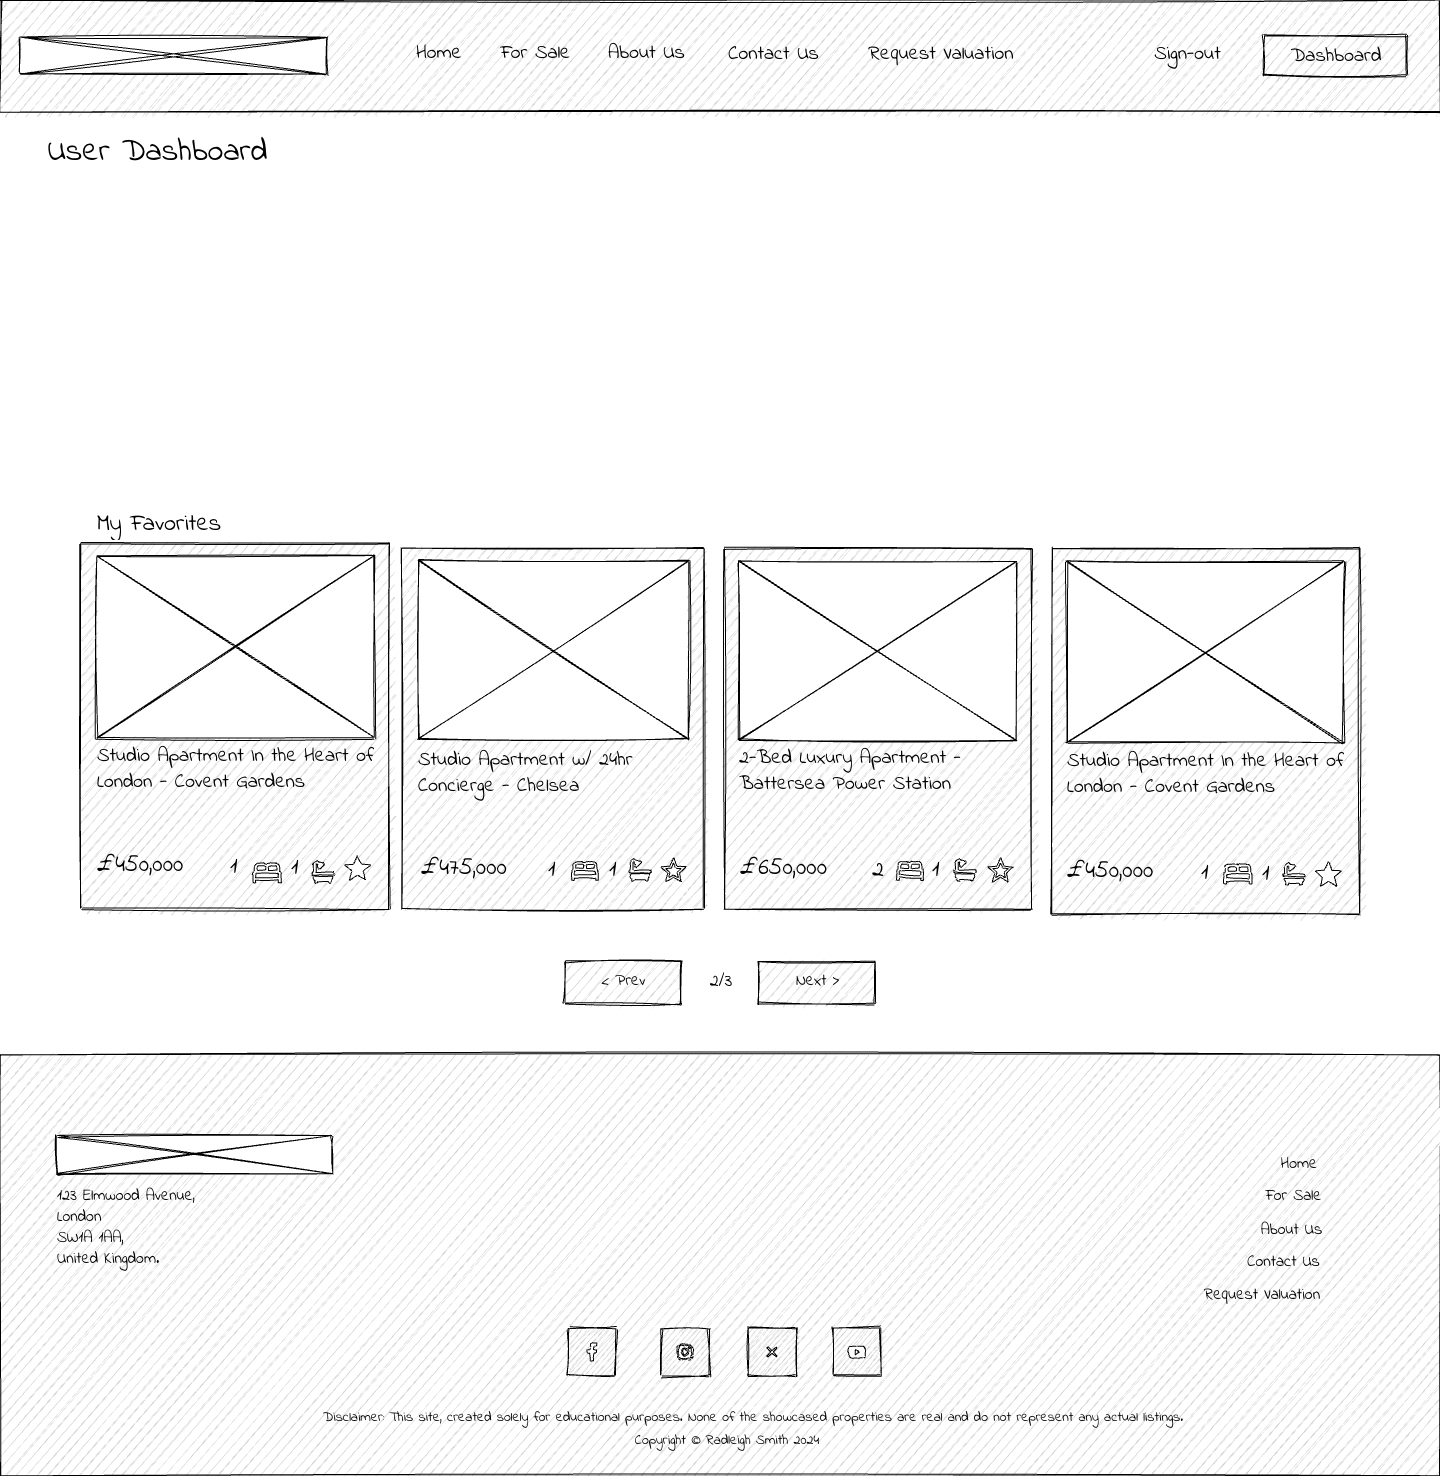 Home For Sale About Us Contact Us Request Valuation Sign-out Dashboard
User Dashboard
My Favorites
Studio Apartment in the Heart of
London - Covent Gardens
£450,000 1 1
Studio Apartment w/ 24hr
Concierge - Chelsea
£475,000 1 1
2-Bed Luxury Apartment -
Battersea Power Station
£650,000 2 1
Studio Apartment in the Heart of
London - Covent Gardens
£450,000 1 1
< Prev 2/3 Next >
123 Elmwood Avenue,
London
SW1A 1AA,
United Kingdom.
Home
For Sale
About Us
Contact Us
Request Valuation
Disclaimer: This site, created solely for educational purposes. None of the showcased properties are real and do not represent any actual listings.
Copyright © Radleigh Smith 2024